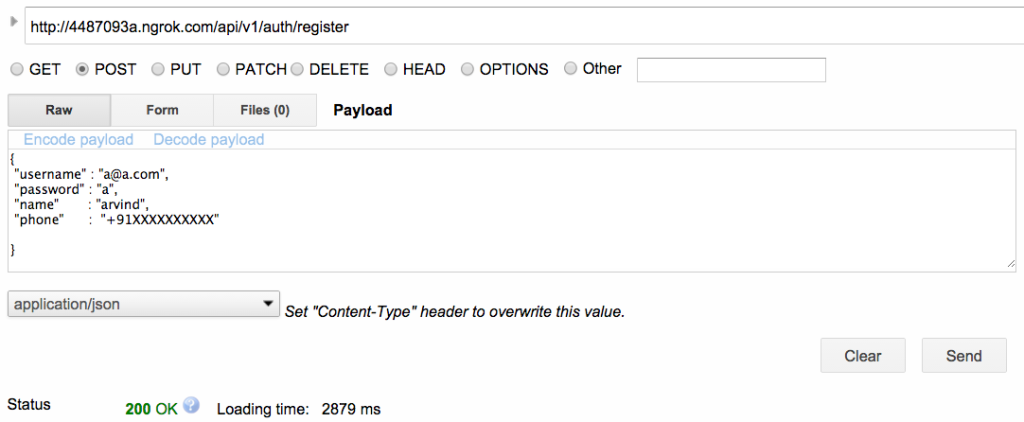 http://4487093a.ngrok.com/api/v1/auth/register
GET POST PUT PATCH DELETE HEAD OPTIONS Other
Raw Form Files (0) Payload
Encode payload Decode payload
{
"username" : "a@a.com",
"password" : "a",
"name" : "arvind",
"phone" : "+91XXXXXXXXXX"
}
application/json Set "Content-Type" header to overwrite this value.
Clear Send
Status 200 OK ? Loading time: 2879 ms